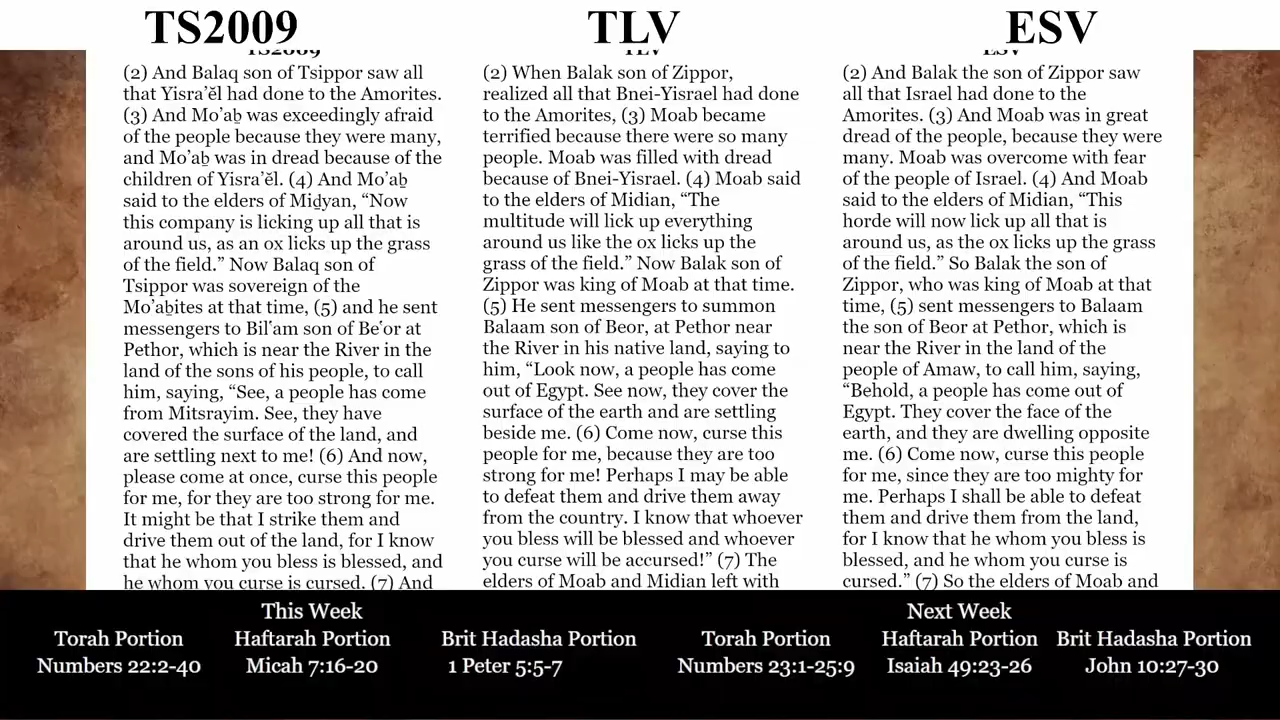 TS2009
TLV
ESV
TS2009
(2) And Balaq son of Tsippor saw all
that Yisra’ĕl had done to the Amorites.
(3) And Mo’aḇ was exceedingly afraid
of the people because they were many,
and Mo’aḇ was in dread because of the
children of Yisra’ĕl. (4) And Mo’aḇ
said to the elders of Miḏyan, “Now
this company is licking up all that is
around us, as an ox licks up the grass
of the field.” Now Balaq son of
Tsippor was sovereign of the
Mo’aḇites at that time, (5) and he sent
messengers to Bil‛am son of Be‛or at
Pethor, which is near the River in the
land of the sons of his people, to call
him, saying, “See, a people has come
from Mitsrayim. See, they have
covered the surface of the land, and
are settling next to me! (6) And now,
please come at once, curse this people
for me, for they are too strong for me.
It might be that I strike them and
drive them out of the land, for I know
that he whom you bless is blessed, and
he whom you curse is cursed. (7) And
TLV
(2) When Balak son of Zippor,
realized all that Bnei-Yisrael had done
to the Amorites, (3) Moab became
terrified because there were so many
people. Moab was filled with dread
because of Bnei-Yisrael. (4) Moab said
to the elders of Midian, “The
multitude will lick up everything
around us like the ox licks up the
grass of the field.” Now Balak son of
Zippor was king of Moab at that time.
(5) He sent messengers to summon
Balaam son of Beor, at Pethor near
the River in his native land, saying to
him, “Look now, a people has come
out of Egypt. See now, they cover the
surface of the earth and are settling
beside me. (6) Come now, curse this
people for me, because they are too
strong for me! Perhaps I may be able
to defeat them and drive them away
from the country. I know that whoever
you bless will be blessed and whoever
you curse will be accursed!” (7) The
elders of Moab and Midian left with
ESV
(2) And Balak the son of Zippor saw
all that Israel had done to the
Amorites. (3) And Moab was in great
dread of the people, because they were
many. Moab was overcome with fear
of the people of Israel. (4) And Moab
said to the elders of Midian, “This
horde will now lick up all that is
around us, as the ox licks up the grass
of the field.” So Balak the son of
Zippor, who was king of Moab at that
time, (5) sent messengers to Balaam
the son of Beor at Pethor, which is
near the River in the land of the
people of Amaw, to call him, saying,
“Behold, a people has come out of
Egypt. They cover the face of the
earth, and they are dwelling opposite
me. (6) Come now, curse this people
for me, since they are too mighty for
me. Perhaps I shall be able to defeat
them and drive them from the land,
for I know that he whom you bless is
blessed, and he whom you curse is
cursed.” (7) So the elders of Moab and
This Week
Torah Portion
Haftarah Portion
Brit Hadasha Portion
Numbers 22:2-40
Micah 7:16-20
1 Peter 5:5-7
Next Week
Torah Portion
Haftarah Portion
Brit Hadasha Portion
Numbers 23:1-25:9
Isaiah 49:23-26
John 10:27-30